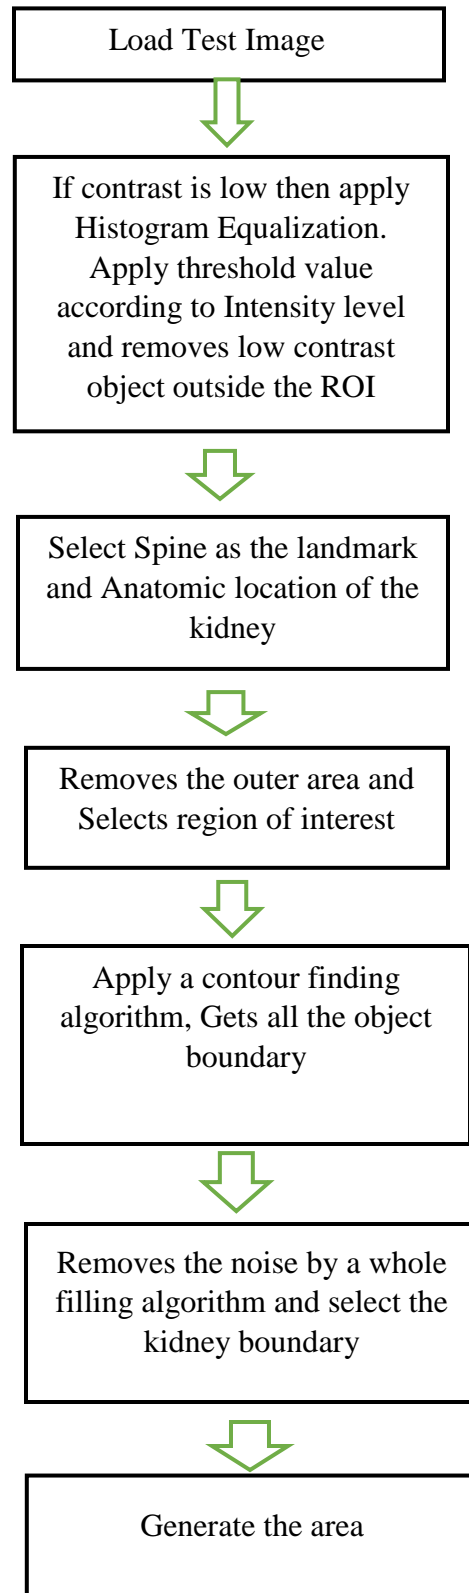 Load Test Image
If contrast is low then apply
Histogram Equalization.
Apply threshold value
according to Intensity level
and removes low contrast
object outside the ROI
Select Spine as the landmark
and Anatomic location of the
kidney
Removes the outer area and
Selects region of interest
Apply a contour finding
algorithm, Gets all the object
boundary
Removes the noise by a whole
filling algorithm and select the
kidney boundary
Generate the area